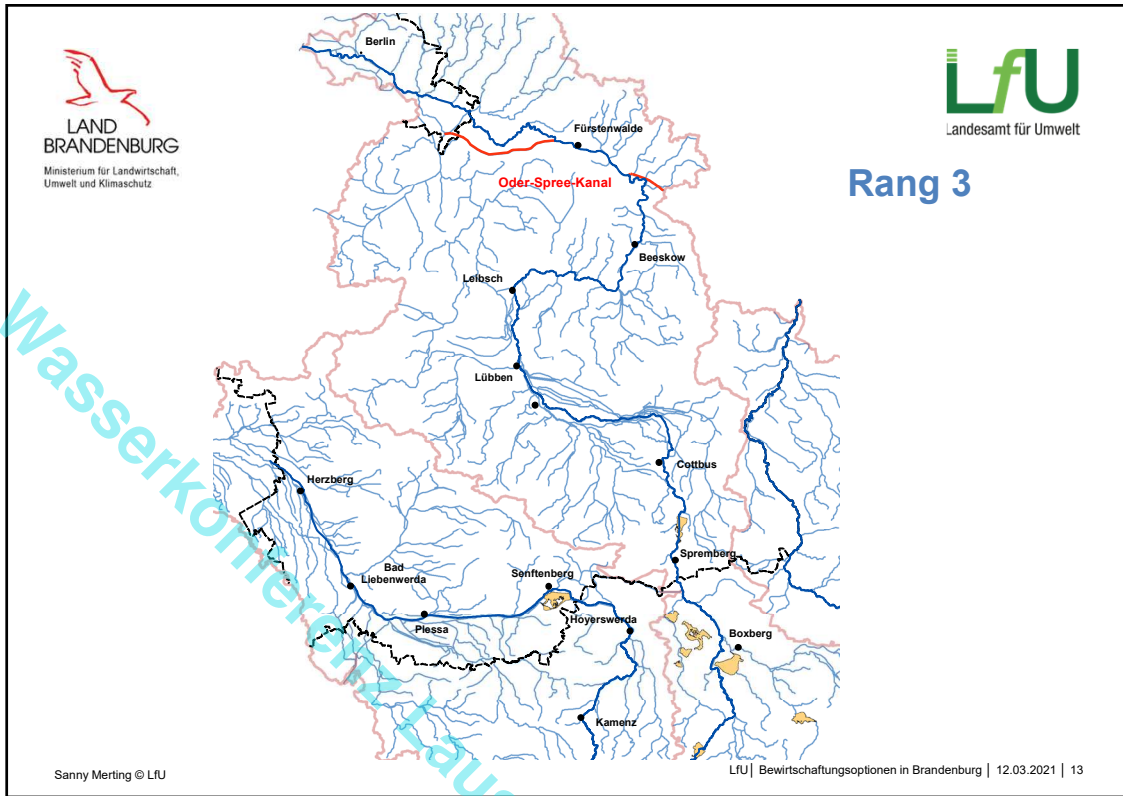 LAND
BRANDENBURG
Ministerium für Landwirtschaft,
Umwelt und Klimaschutz
LfU
Landesamt für Umwelt
Rang 3
Berlin
Fürstenwalde
Oder-Spree-Kanal
Beeskow
Leibsch
Lübben
Cottbus
Herzberg
Spremberg
Bad
Liebenwerda
Senftenberg
Plessa
Hoyerswerda
Boxberg
Kamenz
Wasserkonferenz Laus
Sanny Merting © LfU
LfU| Bewirtschaftungsoptionen in Brandenburg | 12.03.2021 | 13